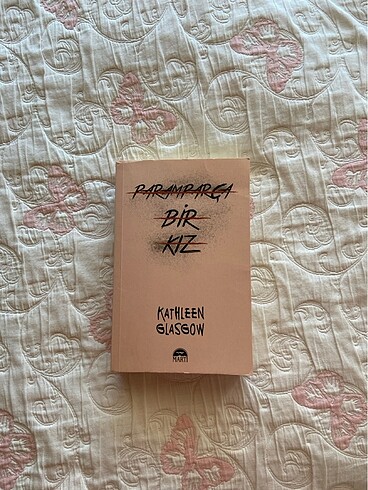 PARAMPARÇA
BİR
KIZ
KATHLEEN
GLASGOW
MARTI